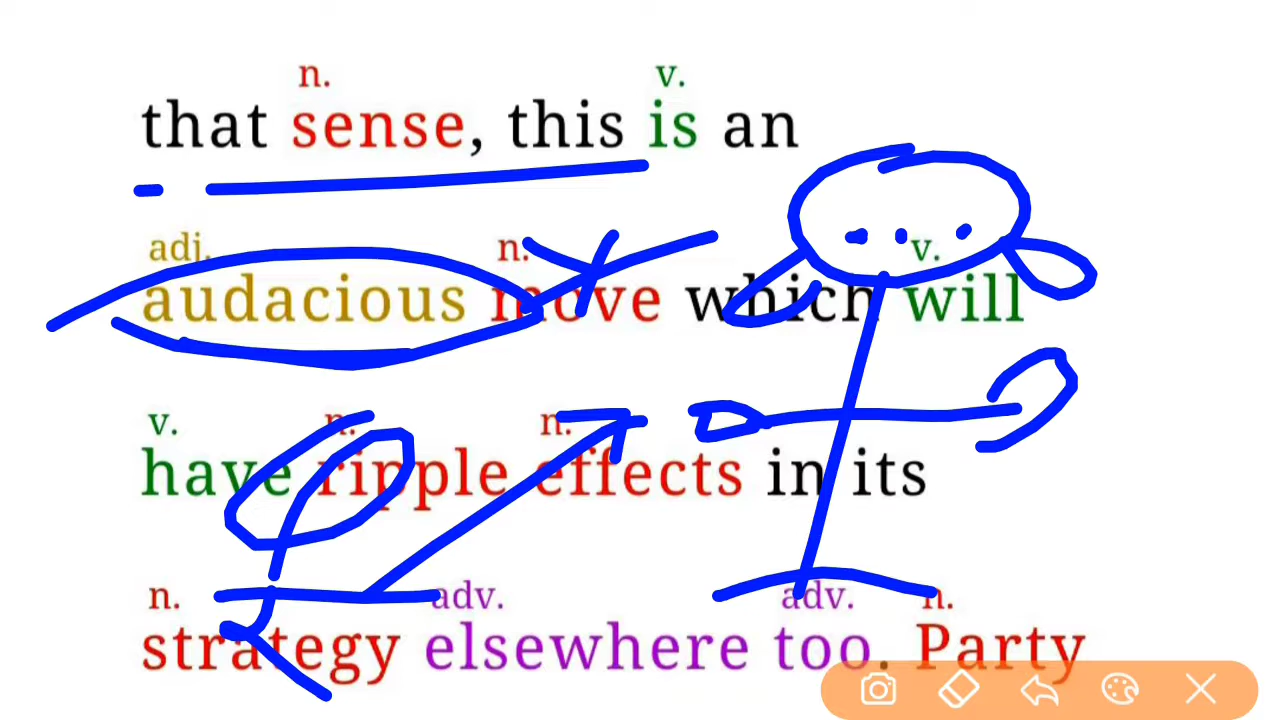 n. v.
that sense, this is an
adj. n. v.
audacious move which will
v. n. n.
have ripple effects in its
n. adv. adv. n.
strategy elsewhere too. Party